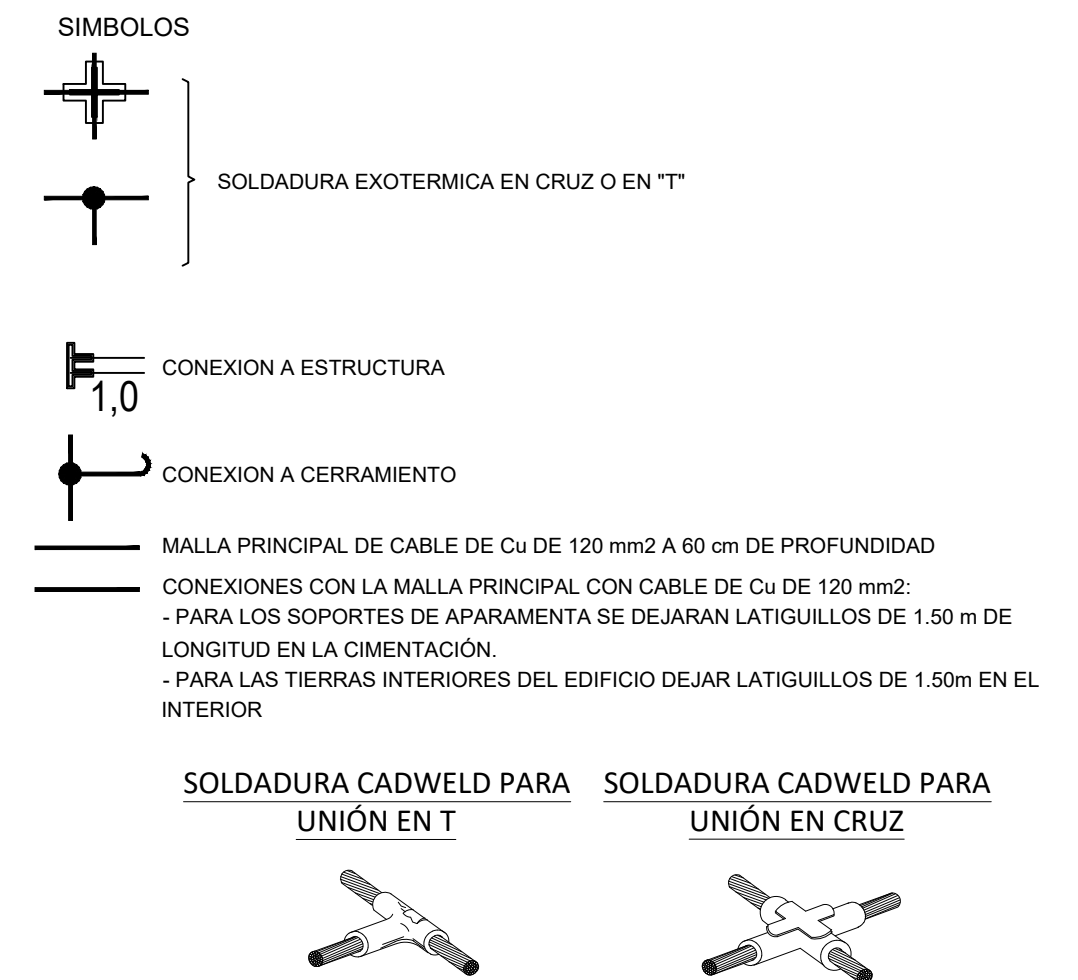 SIMBOLOS
SOLDADURA EXOTERMICA EN CRUZ O EN "T"
CONEXION A ESTRUCTURA
1,0
CONEXION A CERRAMIENTO
MALLA PRINCIPAL DE CABLE DE Cu DE 120 mm2 A 60 cm DE PROFUNDIDAD
CONEXIONES CON LA MALLA PRINCIPAL CON CABLE DE Cu DE 120 mm2:
- PARA LOS SOPORTES DE APARAMENTA SE DEJARAN LATIGUILLOS DE 1.50 m DE
LONGITUD EN LA CIMENTACIÓN.
- PARA LAS TIERRAS INTERIORES DEL EDIFICIO DEJAR LATIGUILLOS DE 1.50m EN EL
INTERIOR
SOLDADURA CADWELD PARA
UNIÓN EN T
SOLDADURA CADWELD PARA
UNIÓN EN CRUZ